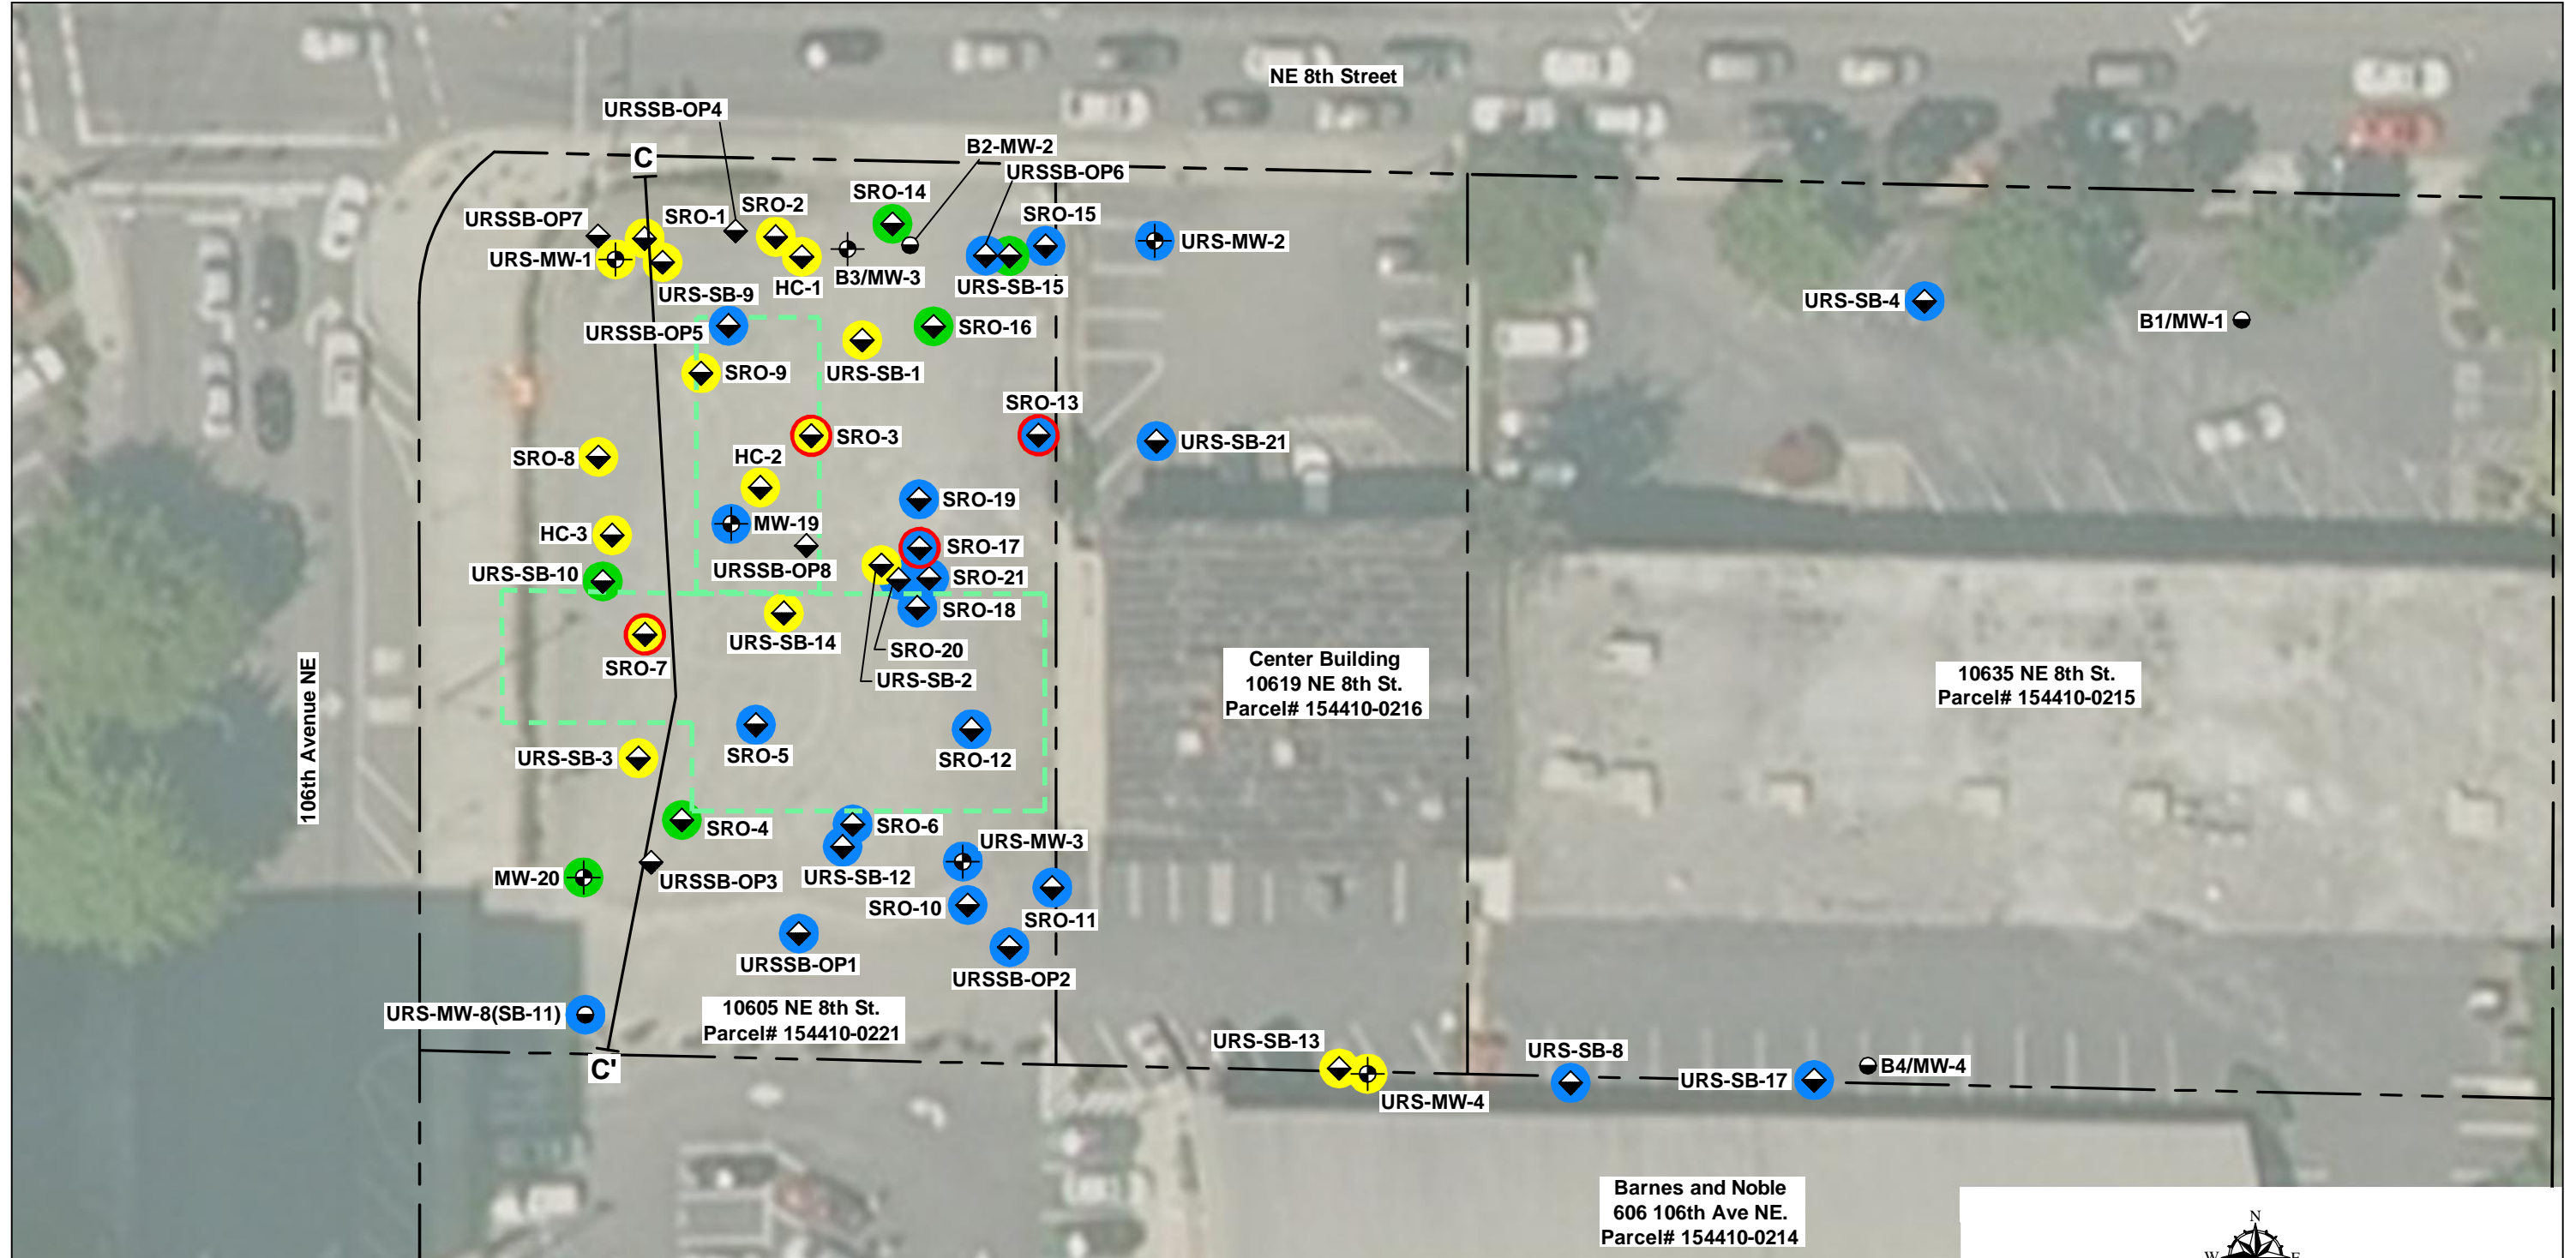 NE 8th Street
URSSB-OP4
B2-MW-2
C
URSSB-OP6
SRO-14
SRO-2
SRO-1
SRO-15
URSSB-OP7
URS-MW-1
URS-MW-2
B3/MW-3
HC-1
URS-SB-15
URS-SB-9
URS-SB-4
B1/MW-1
URSSB-OP5
SRO-16
SRO-9
URS-SB-1
SRO-13
SRO-3
URS-SB-21
SRO-8
HC-2
SRO-19
MW-19
HC-3
SRO-17
URSSB-OP8
URS-SB-10
SRO-21
SRO-18
URS-SB-14
SRO-20
SRO-7
URS-SB-2
106th Avenue NE
Center Building
10619 NE 8th St.
Parcel# 154410-0216
10635 NE 8th St.
Parcel# 154410-0215
URS-SB-3
SRO-5
SRO-12
SRO-4
SRO-6
URS-MW-3
MW-20
URSSB-OP3
URS-SB-12
SRO-10
SRO-11
URSSB-OP1
URSSB-OP2
URS-MW-8(SB-11)
10605 NE 8th St.
Parcel# 154410-0221
C'
URS-SB-13
URS-SB-8
URS-SB-17
B4/MW-4
URS-MW-4
Barnes and Noble
606 106th Ave NE.
Parcel# 154410-0214
N
W
E